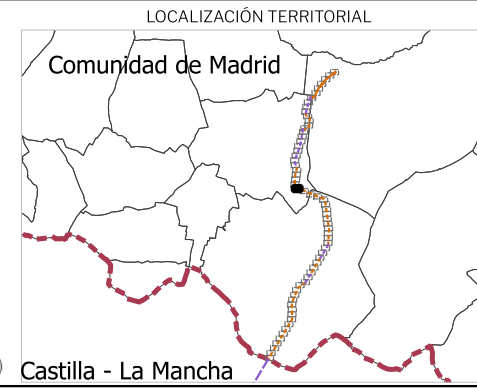 LOCALIZACIÓN TERRITORIAL
Comunidad de Madrid
Castilla - La Mancha